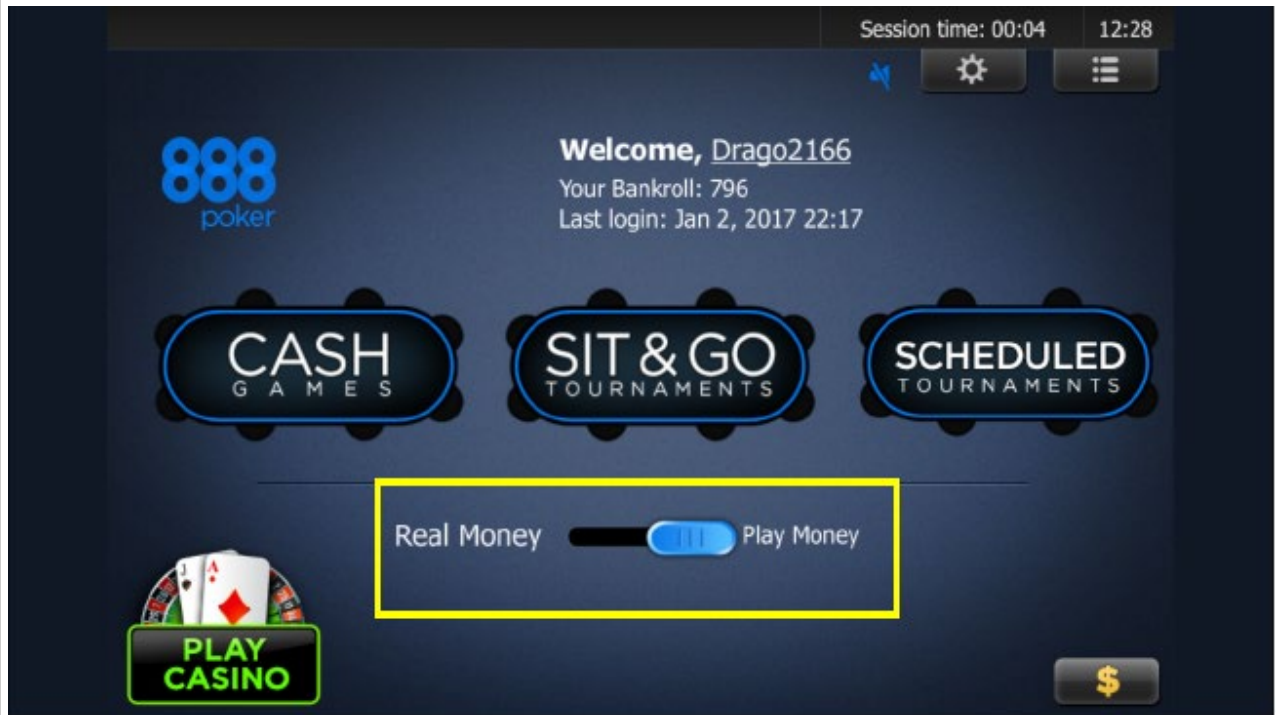 Session time: 00:04 12:28
888
poker
Welcome, Drago2166
Your Bankroll: 796
Last login: Jan 2, 2017 22:17
CASH
GAMES
SIT & GO
TOURNAMENTS
SCHEDULED
TOURNAMENTS
Real Money Play Money
J A
PLAY
CASINO
$